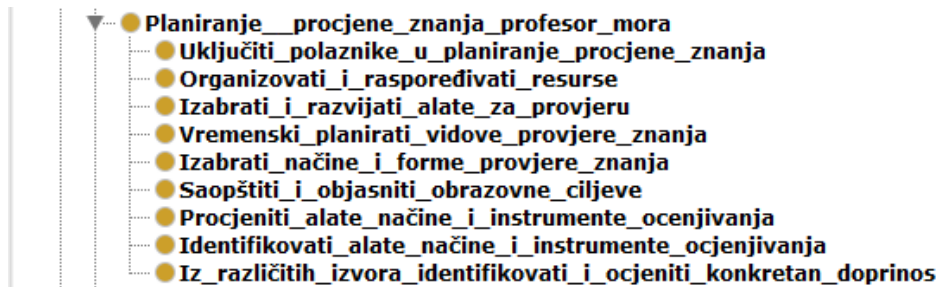 Planiranje__procjene_znanja_profesor_mora
Uključiti_polaznike_u_planiranje_procjene_znanja
Organizovati_i_raspoređivati_resurse
Izabrati_i_razvijati_alate_za_provjeru
Vremenski_planirati_vidove_provjere_znanja
Izabrati_načine_i_forme_provjere_znanja
Saopštiti_i_objasniti_obrazovne_ciljeve
Procjeniti_alate_načine_i_instrumente_ocenjivanja
Identifikovati_alate_načine_i_instrumente_ocjenjivanja
Iz_različitih_izvora_identifikovati_i_ocjeniti_konkretan_doprinos